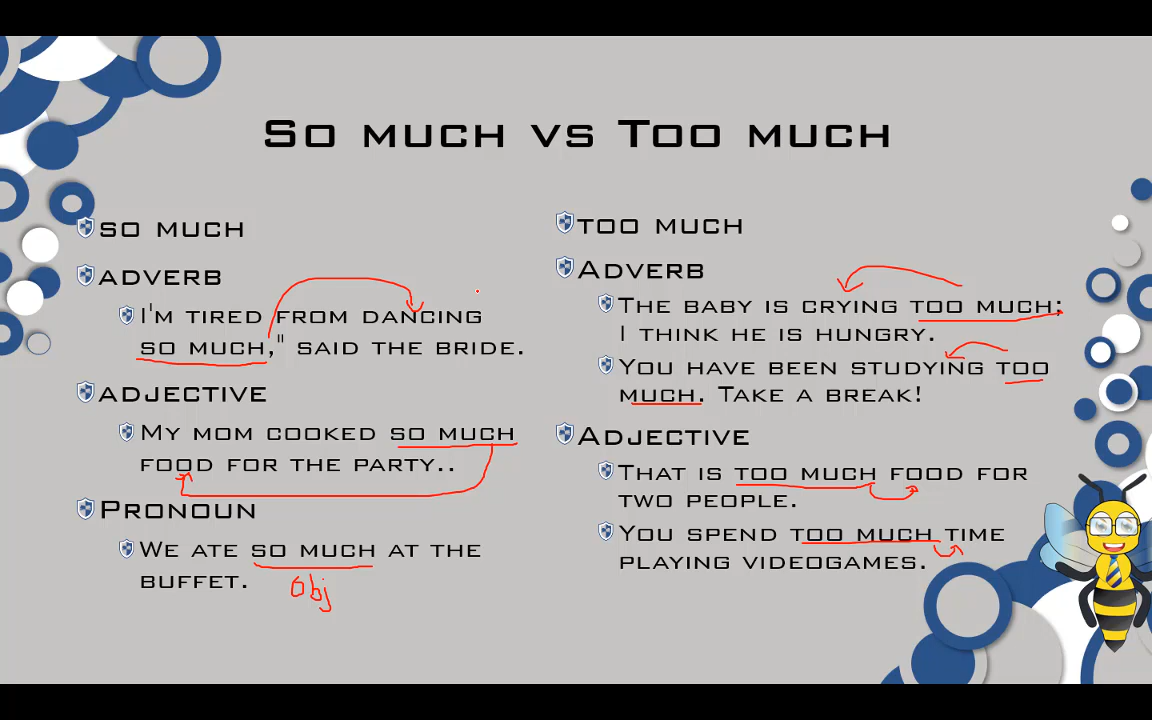 So much vs Too much
so much
adverb
I'm tired from dancing
so much," said the bride.
adjective
My mom cooked so much
food for the party..
Pronoun
We ate so much at the
buffet.
Obj
too much
Adverb
The baby is crying too much;
I think he is hungry.
You have been studying too
much. Take a break!
Adjective
That is too much food for
two people.
You spend too much time
playing videogames.